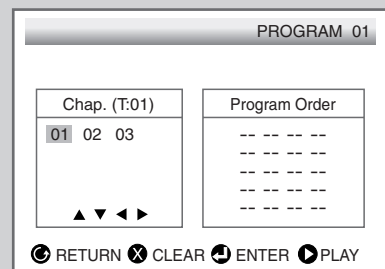 PROGRAM 01
Chap. (T:01)
01 02 03
Program Order
-- -- -- --
-- -- -- --
-- -- -- --
-- -- -- --
-- -- -- --
RETURN X CLEAR ENTER PLAY